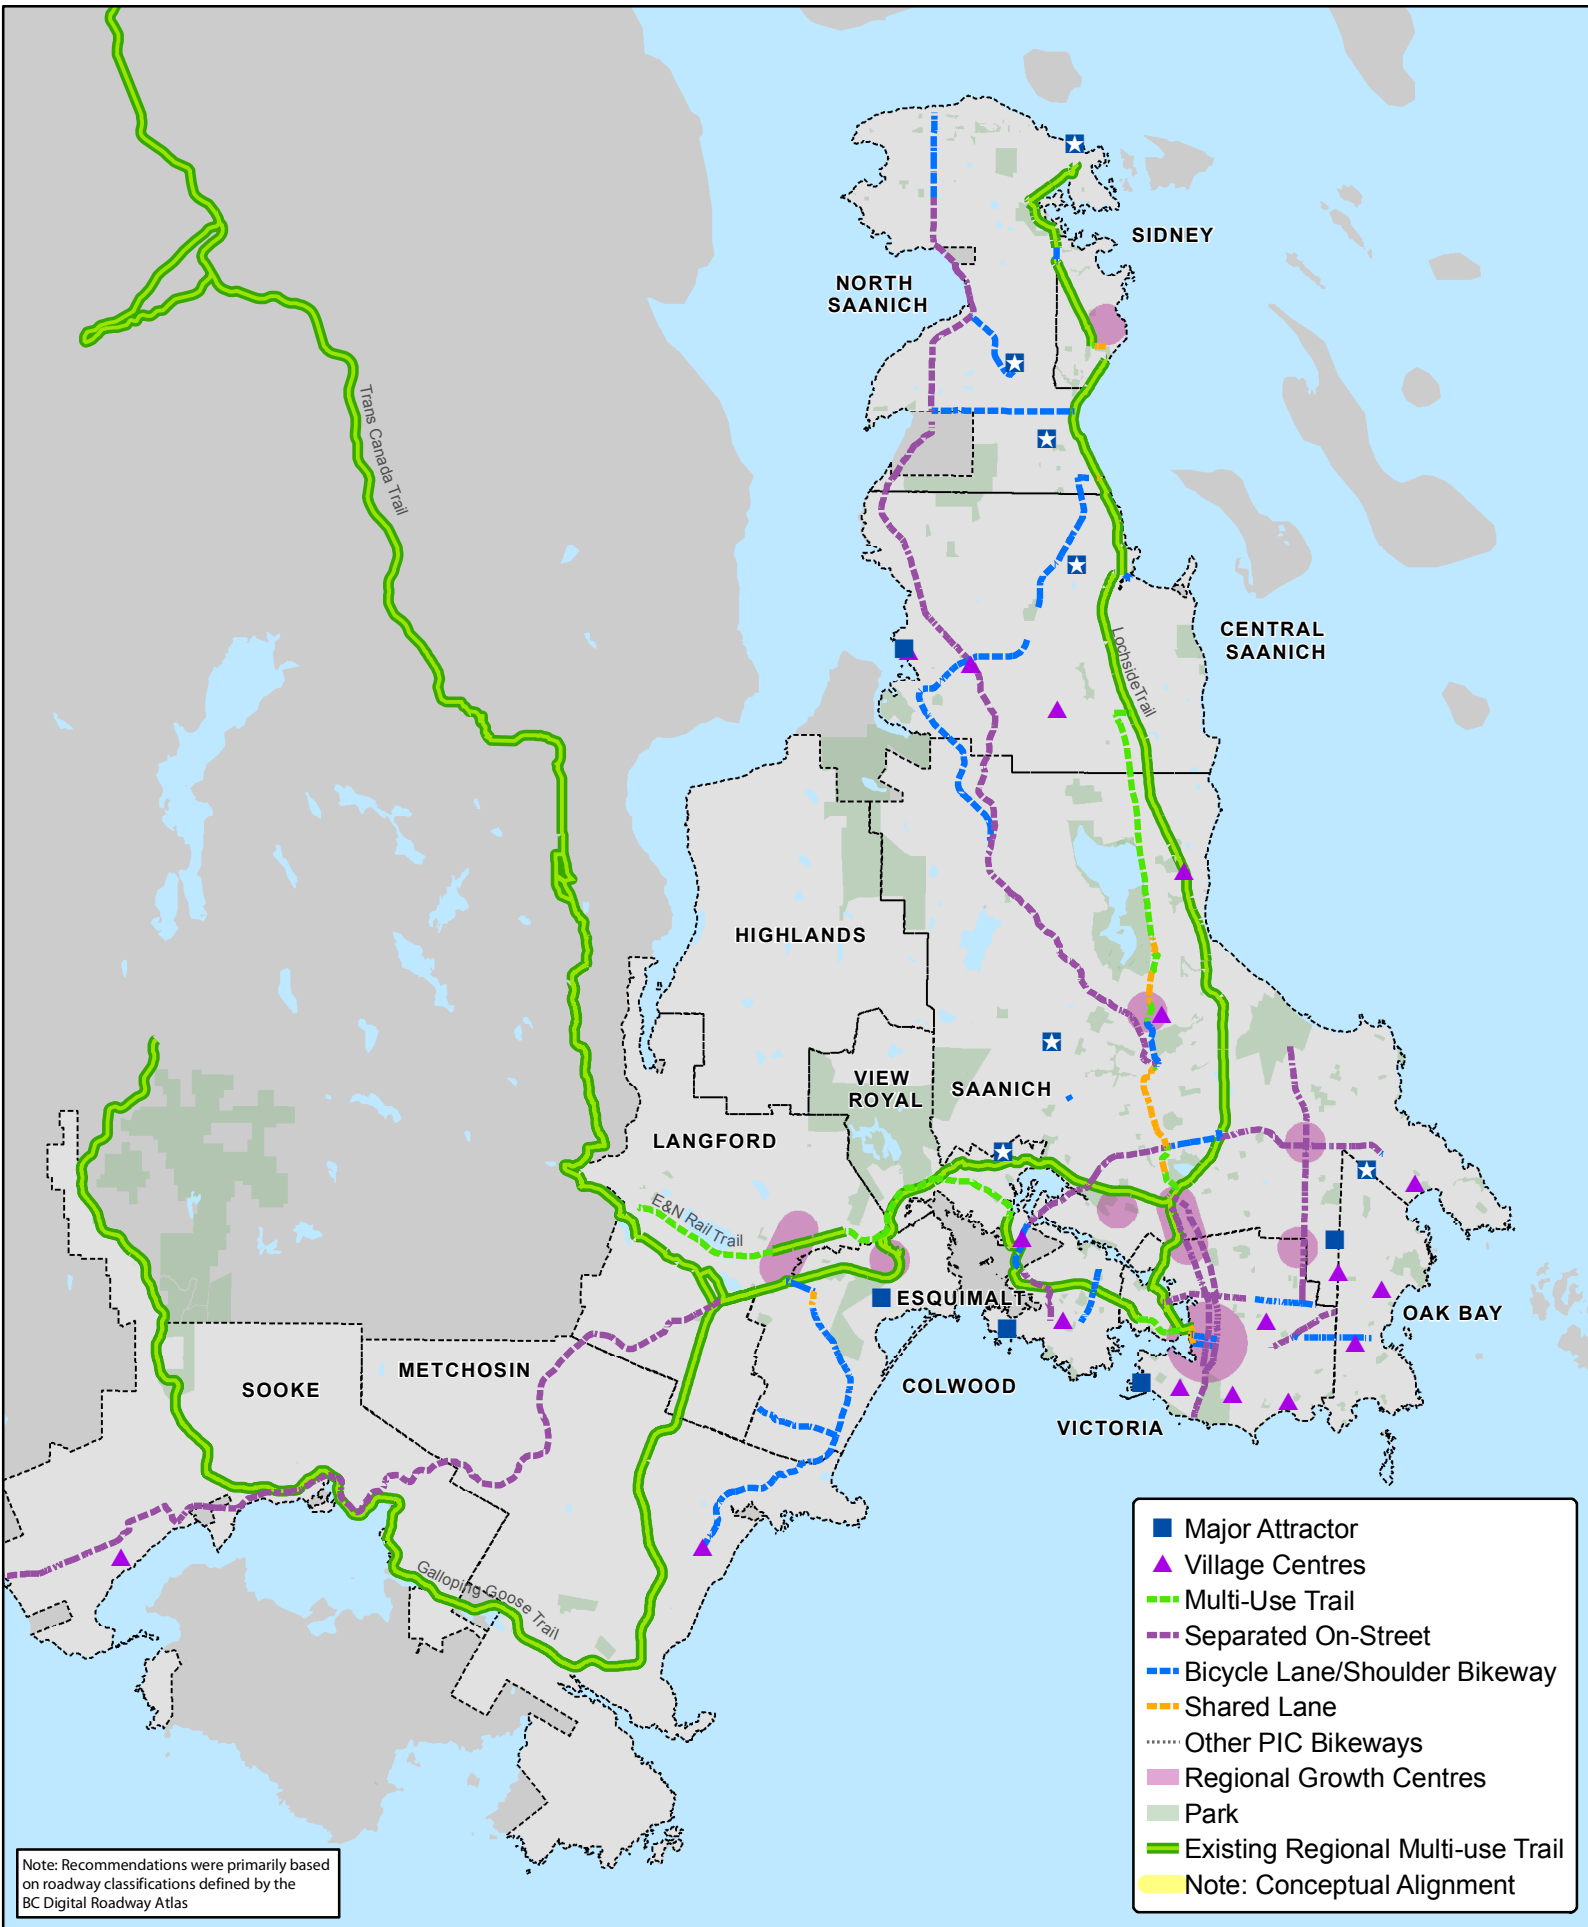 SIDNEY
NORTH
SAANICH
Trans Canada Trail
CENTRAL
SAANICH
LochsideTrail
HIGHLANDS
VIEW
ROYAL
SAANICH
LANGFORD
E&N Rail Trail
ESQUIMALT
OAK BAY
METCHOSIN
SOOKE
COLWOOD
VICTORIA
Galloping Goose Trail
Major Attractor
Village Centres
Multi-Use Trail
Separated On-Street
Bicycle Lane/Shoulder Bikeway
Shared Lane
Other PIC Bikeways
Regional Growth Centres
Park
Existing Regional Multi-use Trail
Note: Conceptual Alignment
Note: Recommendations were primarily based
on roadway classifications defined by the
BC Digital Roadway Atlas